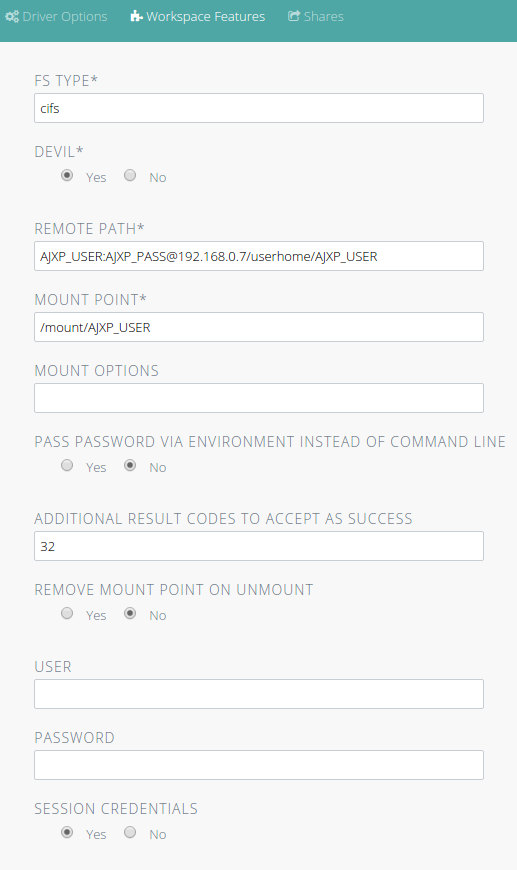 Driver Options Workspace Features Shares
FS TYPE*
cifs
DEVIL*
Yes No
REMOTE PATH*
AJXP_USER:AJXP_PASS@192.168.0.7/userhome/AJXP_USER
MOUNT POINT*
/mount/AJXP_USER
MOUNT OPTIONS
PASS PASSWORD VIA ENVIRONMENT INSTEAD OF COMMAND LINE
Yes No
ADDITIONAL RESULT CODES TO ACCEPT AS SUCCESS
32
REMOVE MOUNT POINT ON UNMOUNT
Yes No
USER
PASSWORD
SESSION CREDENTIALS
Yes No